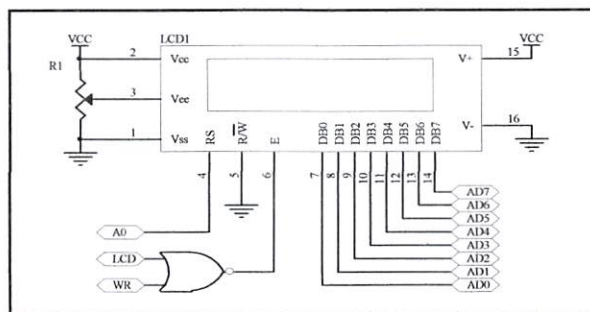 VCC
LCD1
VCC
R1
2
Vcc
V+
15
3
Vee
1
Vss
V-
16
RS
R/W
E
DB0
DB1
DB2
DB3
DB4
DB5
DB6
DB7
4
5
6
7
8
9
10
11
12
13
14
AD7
AD6
AD5
A0
AD4
AD3
LCD
AD2
AD1
WR
AD0